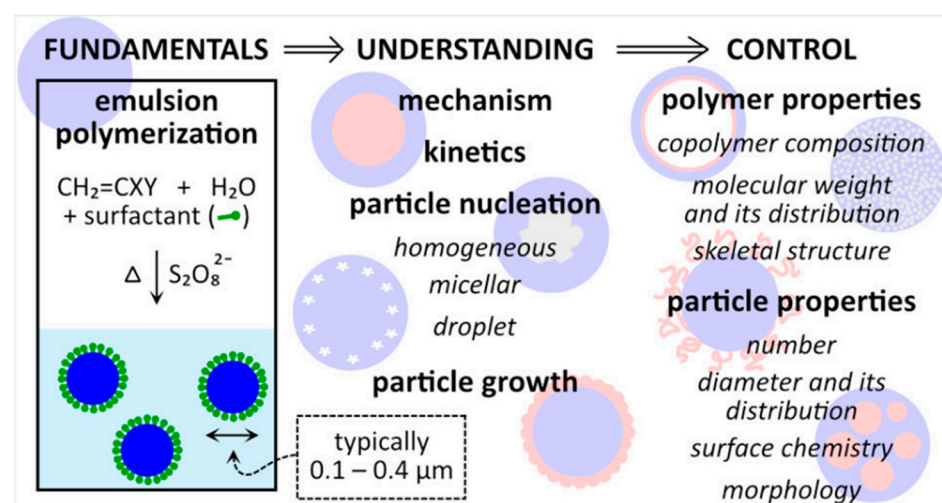 FUNDAMENTALS ⟹ UNDERSTANDING ⟹ CONTROL
emulsion
polymerization
CH₂=CXY + H₂O
+ surfactant ( )
Δ S₂O₈²⁻
typically
0.1 – 0.4 μm
mechanism
kinetics
particle nucleation
homogeneous
micellar
droplet
particle growth
polymer properties
copolymer composition
molecular weight
and its distribution
skeletal structure
particle properties
number
diameter and its
distribution
surface chemistry
morphology